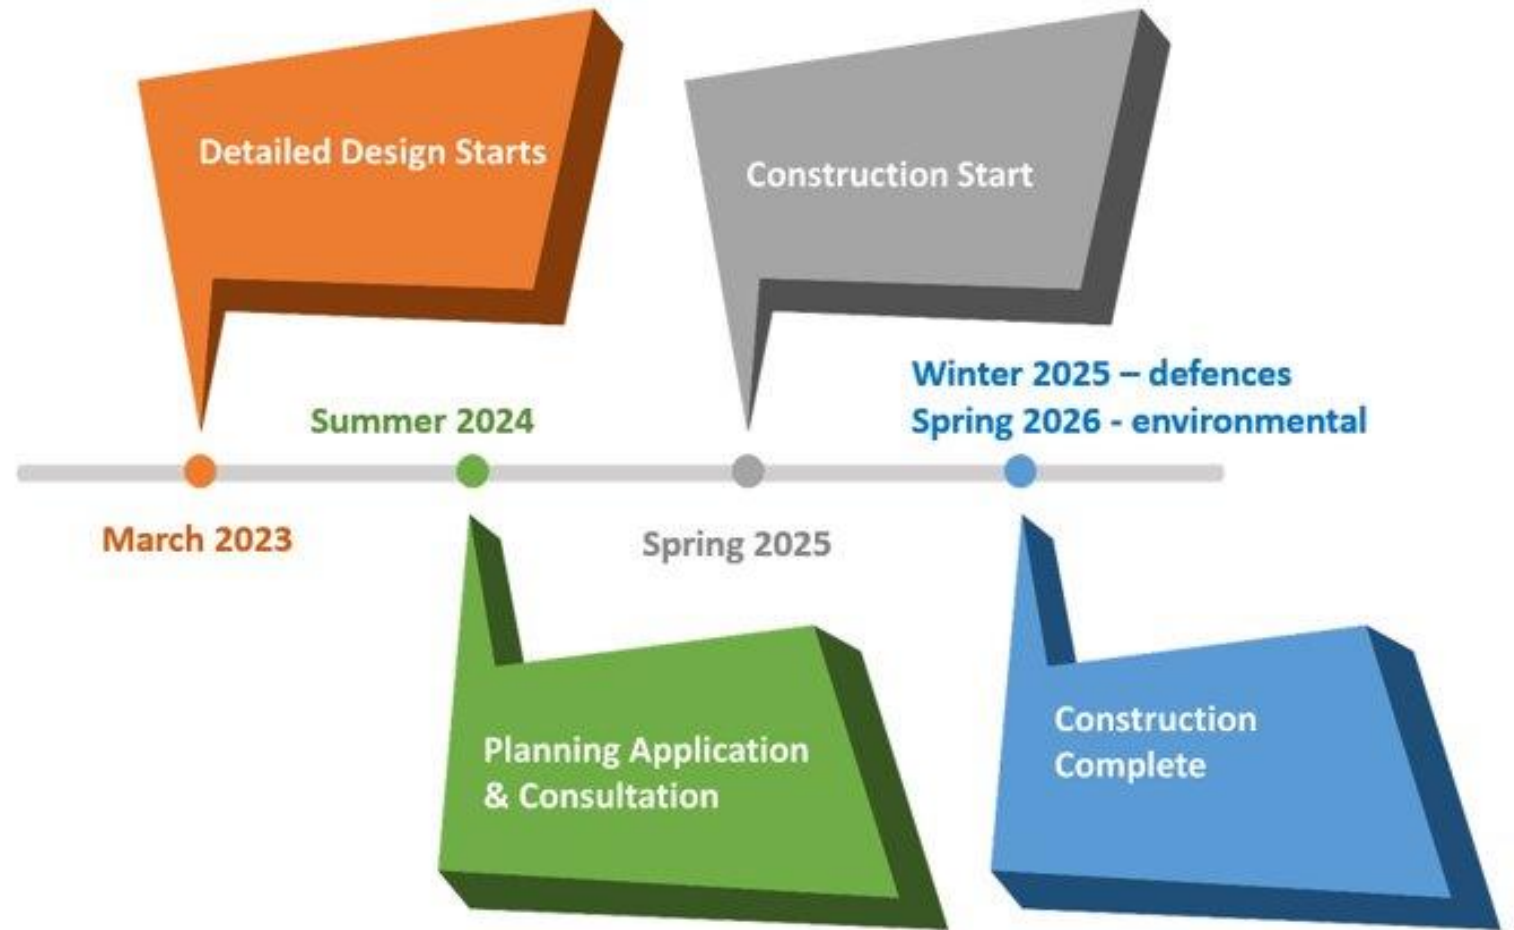 Detailed Design Starts
Construction Start
Winter 2025 – defences
Spring 2026 - environmental
Summer 2024
March 2023
Spring 2025
Planning Application
& Consultation
Construction
Complete